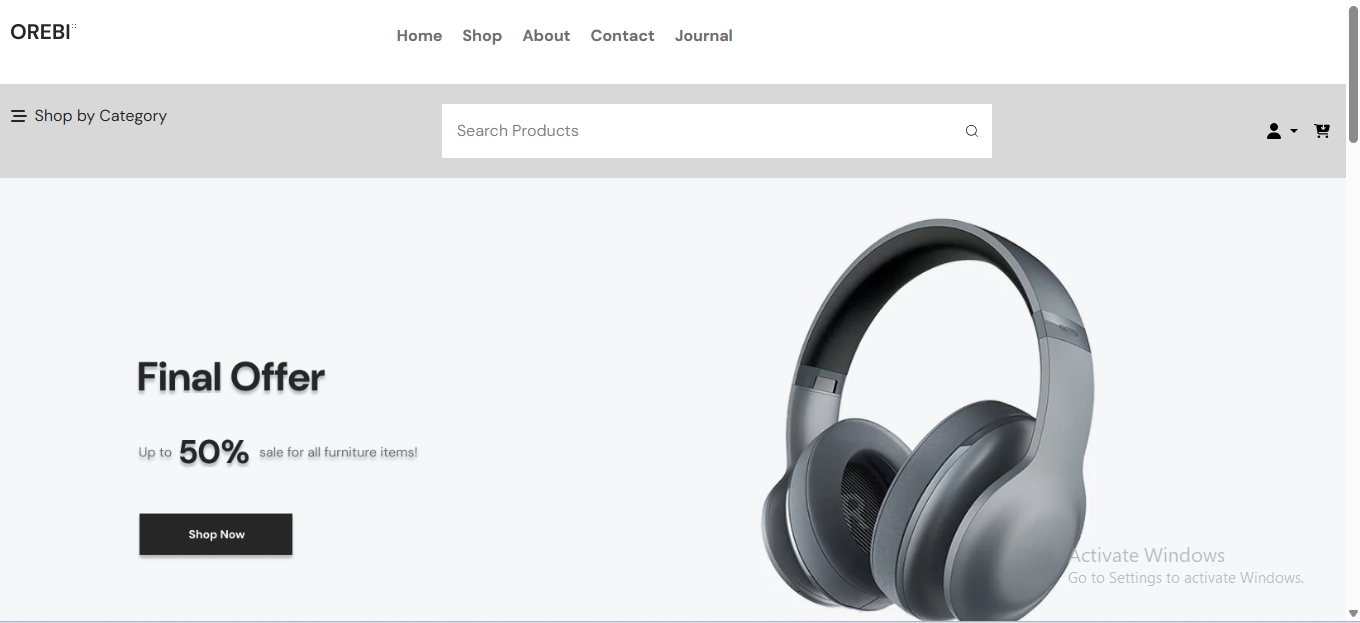 OREBI
Home Shop About Contact Journal
Shop by Category
Search Products
Final Offer
Up to 50% sale for all furniture items!
Shop Now
Activate Windows
Go to Settings to activate Windows.